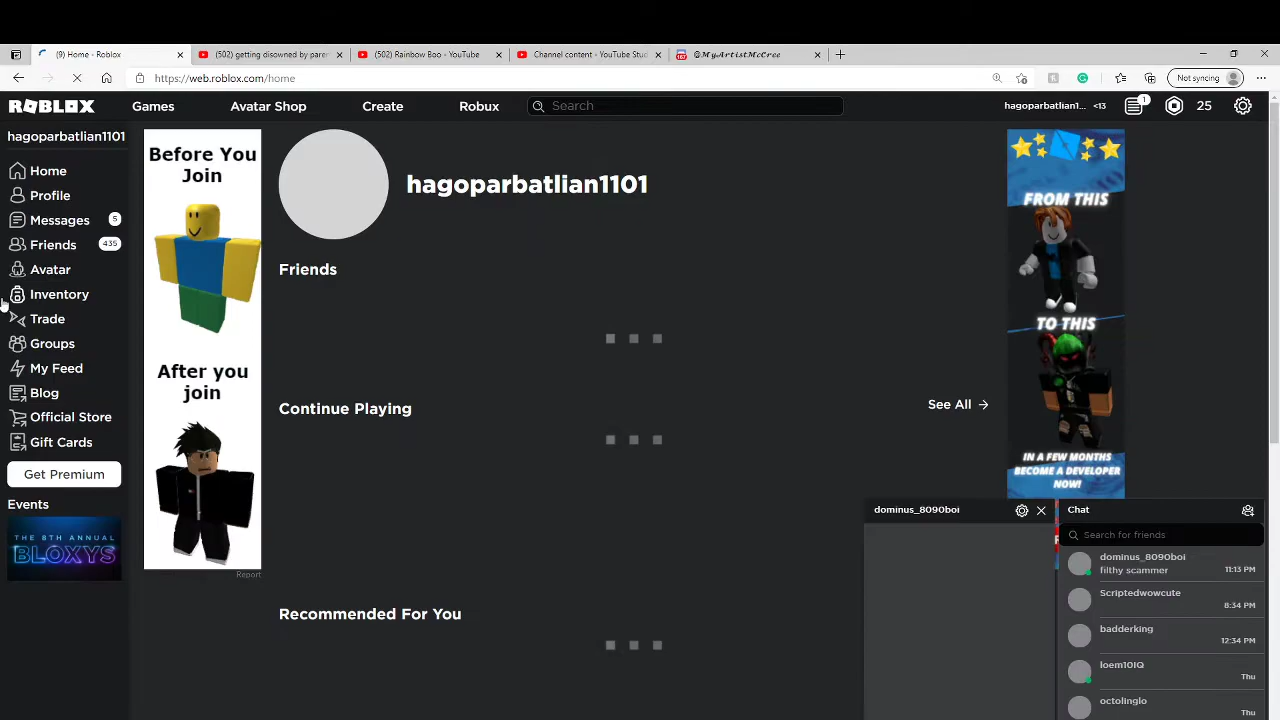 (9) Home - Roblox
(502) getting disowned by pare
(502) Rainbow Boo - YouTube
Channel content - YouTube Stud
@𝓜𝔂𝓐𝓻𝓽𝓲𝓼𝓽𝓜𝓬𝓒𝓻𝓮𝓮
https://web.roblox.com/home
Not syncing
ROBLOX
Games
Avatar Shop
Create
Robux
Search
hagoparbatlian1... <13
1
25
hagoparbatlian1101
Home
Profile
Messages 5
Friends 435
Avatar
Inventory
Trade
Groups
My Feed
Blog
Official Store
Gift Cards
Get Premium
Events
THE 8TH ANNUAL
BLOXYS
Before You
Join
After you
join
Report
hagoparbatlian1101
Friends
Continue Playing
See All →
Recommended For You
FROM THIS
TO THIS
IN A FEW MONTHS
BECOME A DEVELOPER
NOW!
dominus_8090boi
Chat
Search for friends
dominus_8090boi
filthy scammer 11:13 PM
Scriptedwowcute
8:34 PM
badderking
12:34 PM
loem10IQ
Thu
octolinglo
Thu